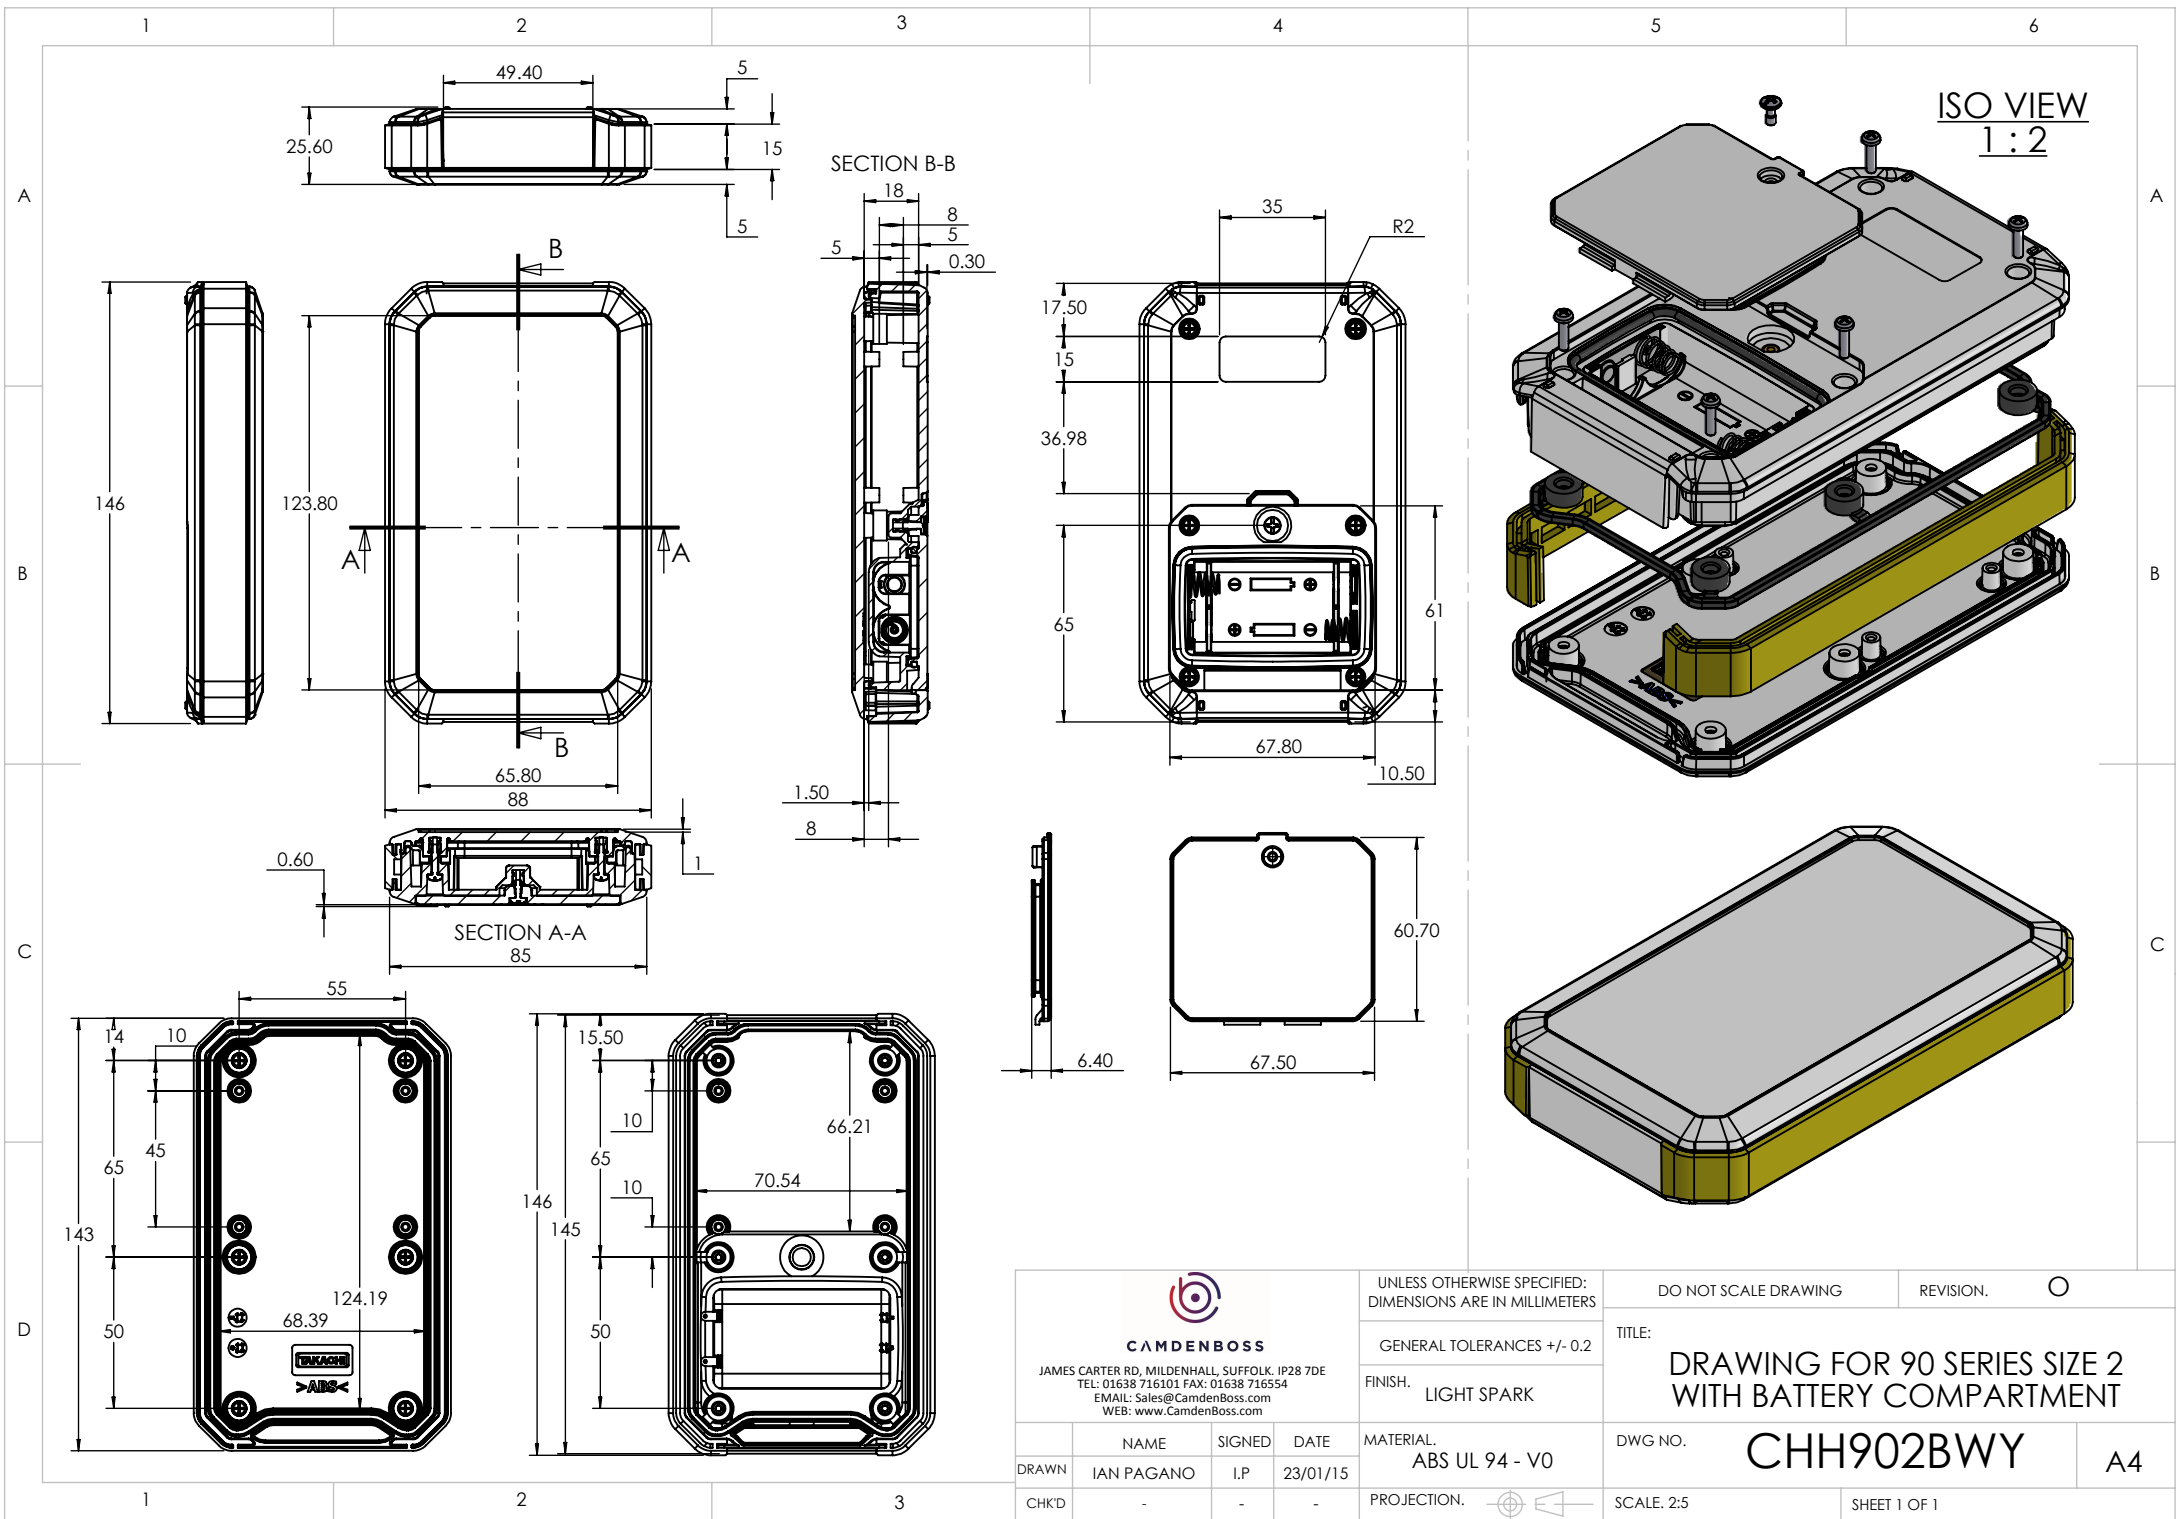 1 2 3 4 5 6
A
B
C
D
A
B
C
49.40
5
25.60
15
5
SECTION B-B
18
8
5
5
0.30
B
146
123.80
A
A
B
65.80
88
1.50
8
35
R2
17.50
15
36.98
65
61
67.80
10.50
ISO VIEW
1 : 2
0.60
1
SECTION A-A
85
6.40
60.70
67.50
55
14
10
45
65
143
50
124.19
68.39
TAKACHI
>ABS<
15.50
10
66.21
65
10
70.54
146
145
50
>ABS<
CAMDENBOSS
JAMES CARTER RD, MILDENHALL, SUFFOLK. IP28 7DE
TEL: 01638 716101 FAX: 01638 716554
EMAIL: Sales@CamdenBoss.com
WEB: www.CamdenBoss.com
NAME SIGNED DATE
DRAWN IAN PAGANO I.P 23/01/15
CHK'D - - -
UNLESS OTHERWISE SPECIFIED:
DIMENSIONS ARE IN MILLIMETERS
GENERAL TOLERANCES +/- 0.2
FINISH. LIGHT SPARK
MATERIAL.
ABS UL 94 - V0
PROJECTION.
DO NOT SCALE DRAWING
REVISION. O
TITLE:
DRAWING FOR 90 SERIES SIZE 2
WITH BATTERY COMPARTMENT
DWG NO. CHH902BWY
A4
SCALE. 2:5
SHEET 1 OF 1
1 2 3